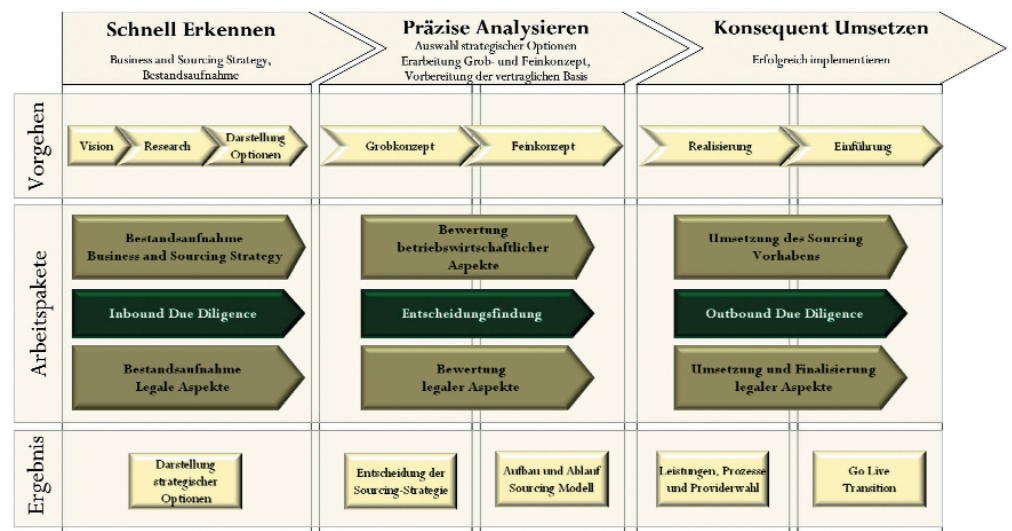 Schnell Erkennen
Business and Sourcing Strategy,
Bestandsaufnahme
Präzise Analysieren
Auswahl strategischer Optionen
Erarbeitung Grob- und Feinkonzept,
Vorbereitung der vertraglichen Basis
Konsequent Umsetzen
Erfolgreich implementieren
Vorgehen
Vision
Research
Darstellung
Optionen
Grobkonzept
Feinkonzept
Realisierung
Einführung
Arbeitspakete
Bestandsaufnahme
Business and Sourcing Strategy
Bewertung
betriebswirtschaftlicher
Aspekte
Umsetzung des Sourcing
Vorhabens
Inbound Due Diligence
Entscheidungsfindung
Outbound Due Diligence
Bestandsaufnahme
Legale Aspekte
Bewertung
legaler Aspekte
Umsetzung und Finalisierung
legaler Aspekte
Ergebnis
Darstellung
strategischer
Optionen
Entscheidung der
Sourcing-Strategie
Aufbau und Ablauf
Sourcing Modell
Leistungen, Prozesse
und Providerwahl
Go Live
Transition